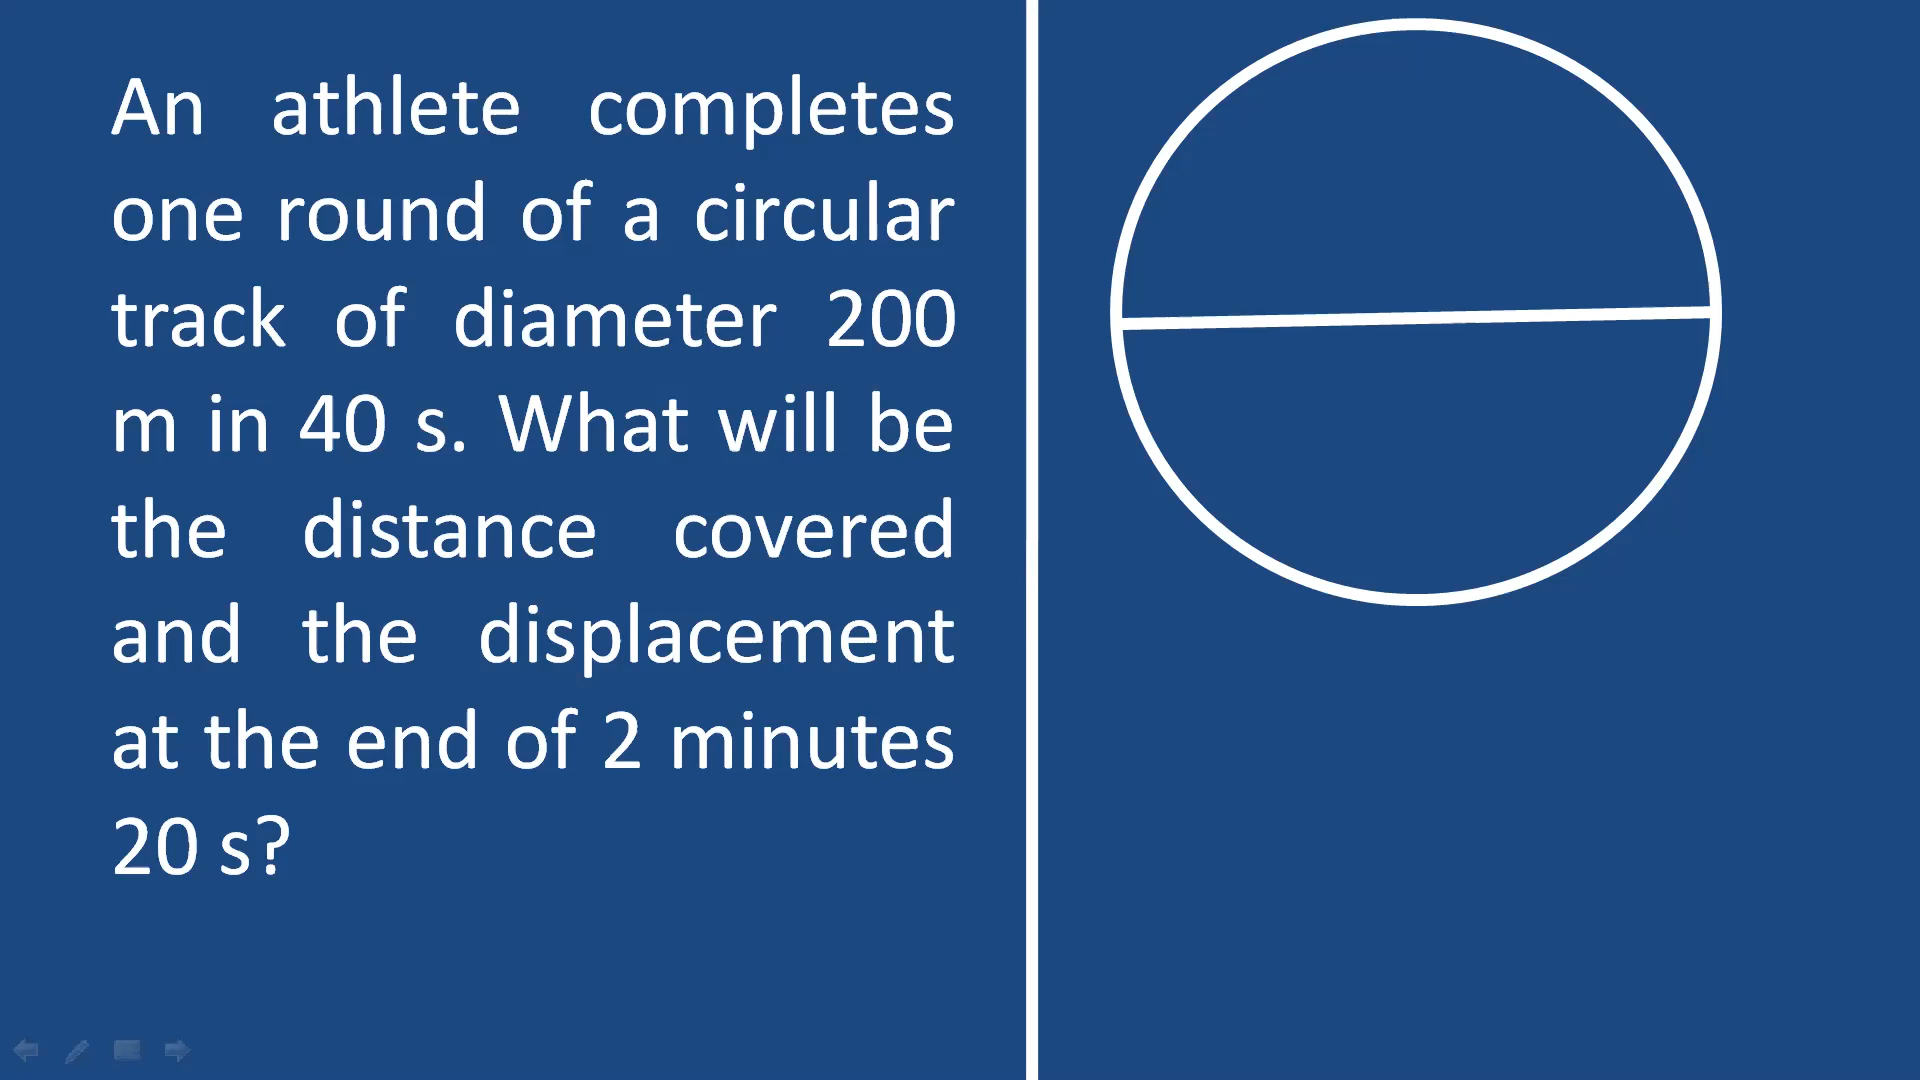 An athlete completes
one round of a circular
track of diameter 200
m in 40 s. What will be
the distance covered
and the displacement
at the end of 2 minutes
20 s?